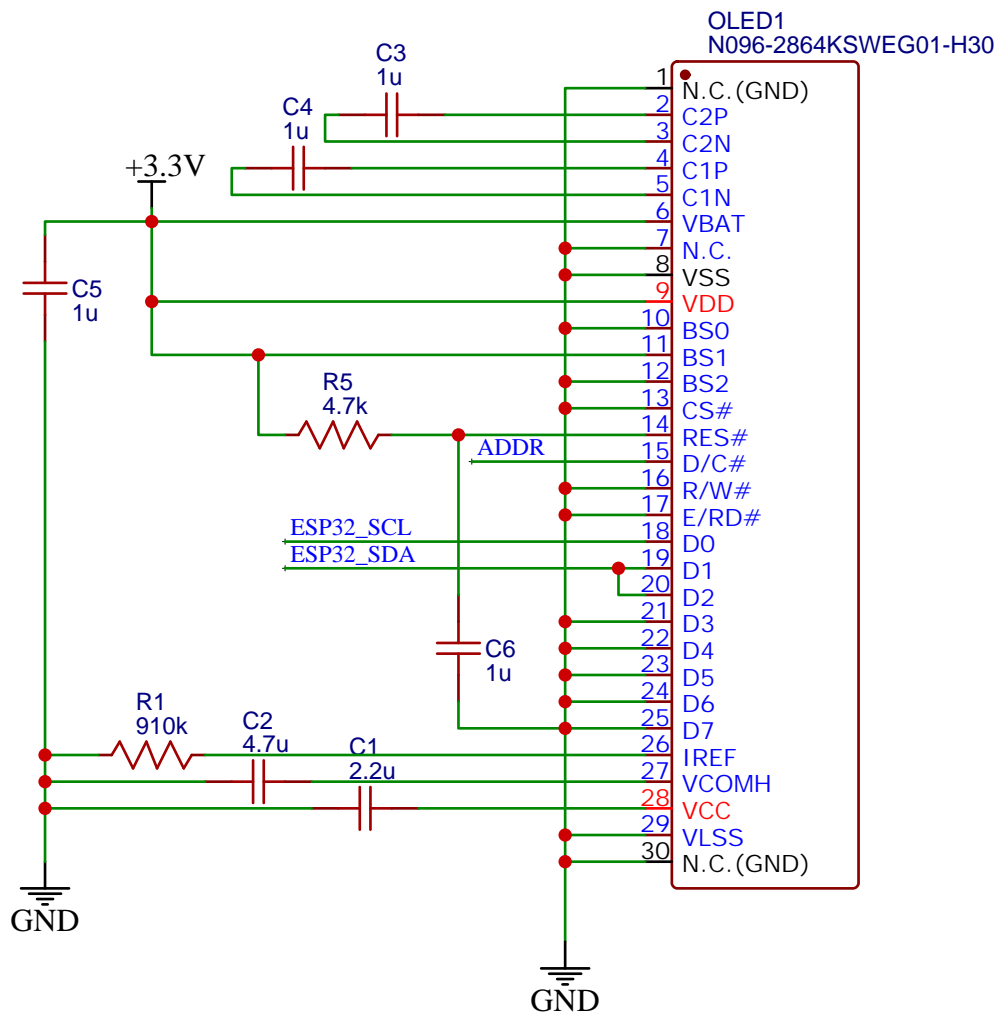 OLED1
N096-2864KSWEG01-H30
C3
1u
C4
1u
+3.3V
C5
1u
R5
4.7k
ADDR
ESP32_SCL
ESP32_SDA
C6
1u
R1
910k
C2
4.7u
C1
2.2u
GND
GND
1 N.C.(GND)
2 C2P
3 C2N
4 C1P
5 C1N
6 VBAT
7 N.C.
8 VSS
9 VDD
10 BS0
11 BS1
12 BS2
13 CS#
14 RES#
15 D/C#
16 R/W#
17 E/RD#
18 D0
19 D1
20 D2
21 D3
22 D4
23 D5
24 D6
25 D7
26 IREF
27 VCOMH
28 VCC
29 VLSS
30 N.C.(GND)